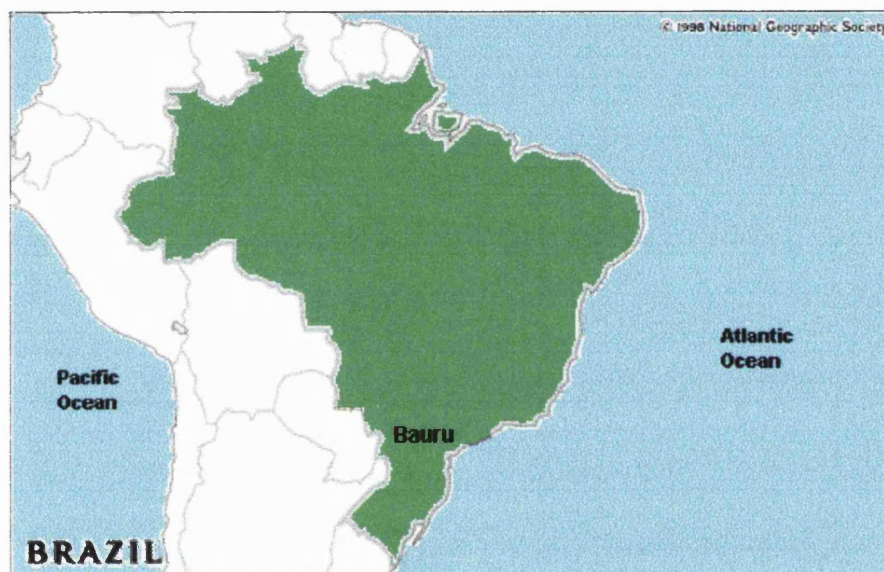 © 1998 National Geographic Society
Atlantic
Ocean
Pacific
Ocean
Bauru
BRAZIL